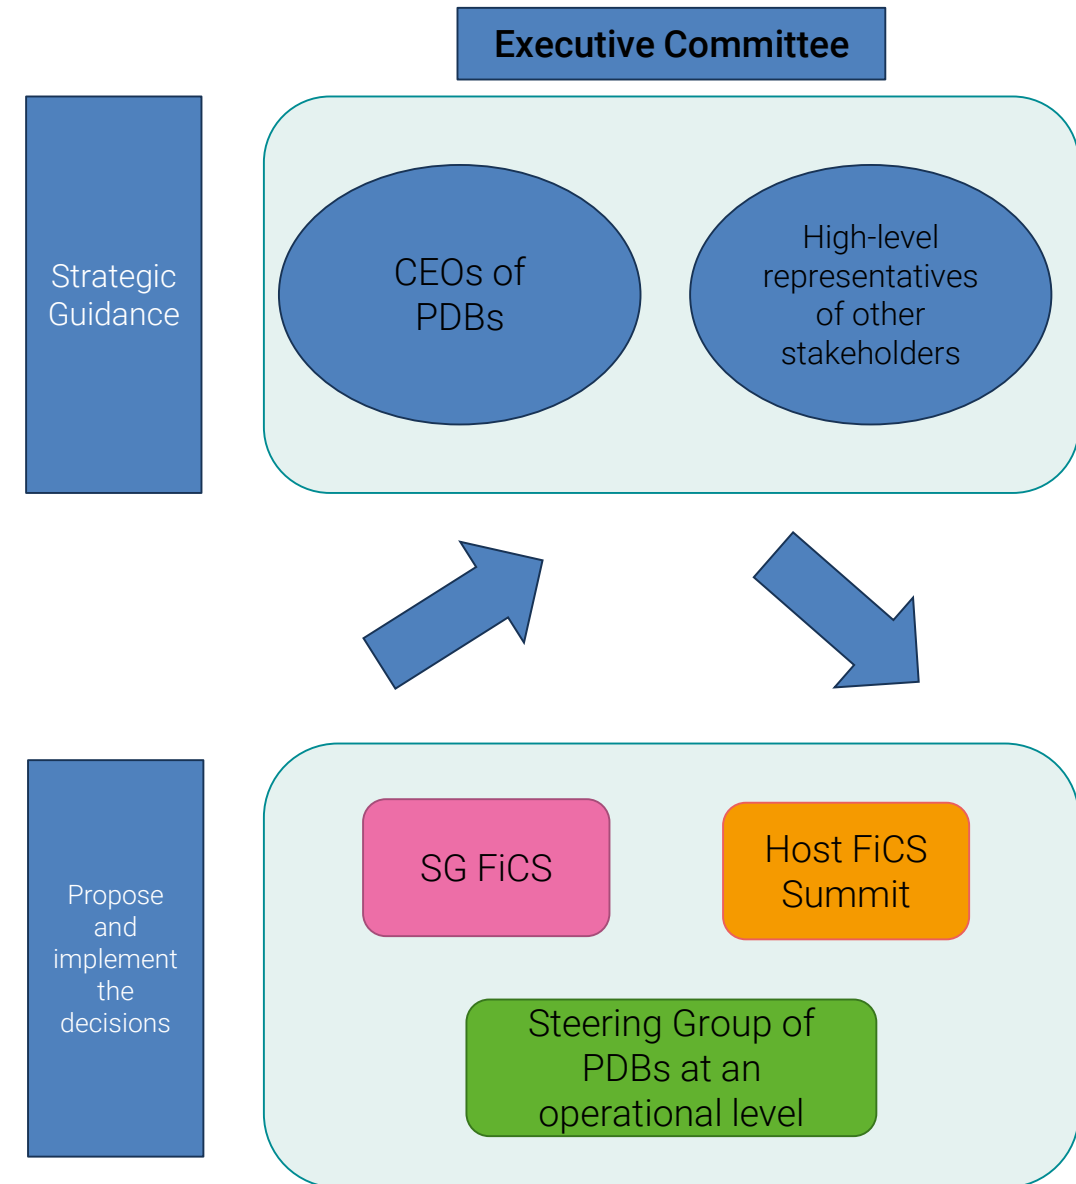 Executive Committee
Strategic
Guidance
CEOs of
PDBs
High-level
representatives
of other
stakeholders
Propose
and
implement
the
decisions
SG FiCS
Host FiCS
Summit
Steering Group of
PDBs at an
operational level